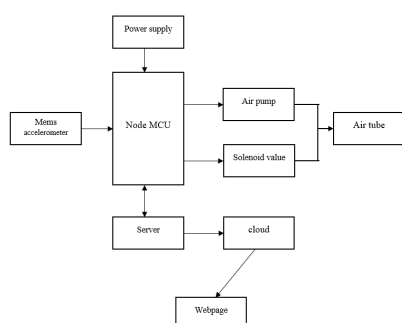 Power supply
Node MCU
Air pump
Mems
accelerometer
Air tube
Solenoid value
Server
cloud
Webpage